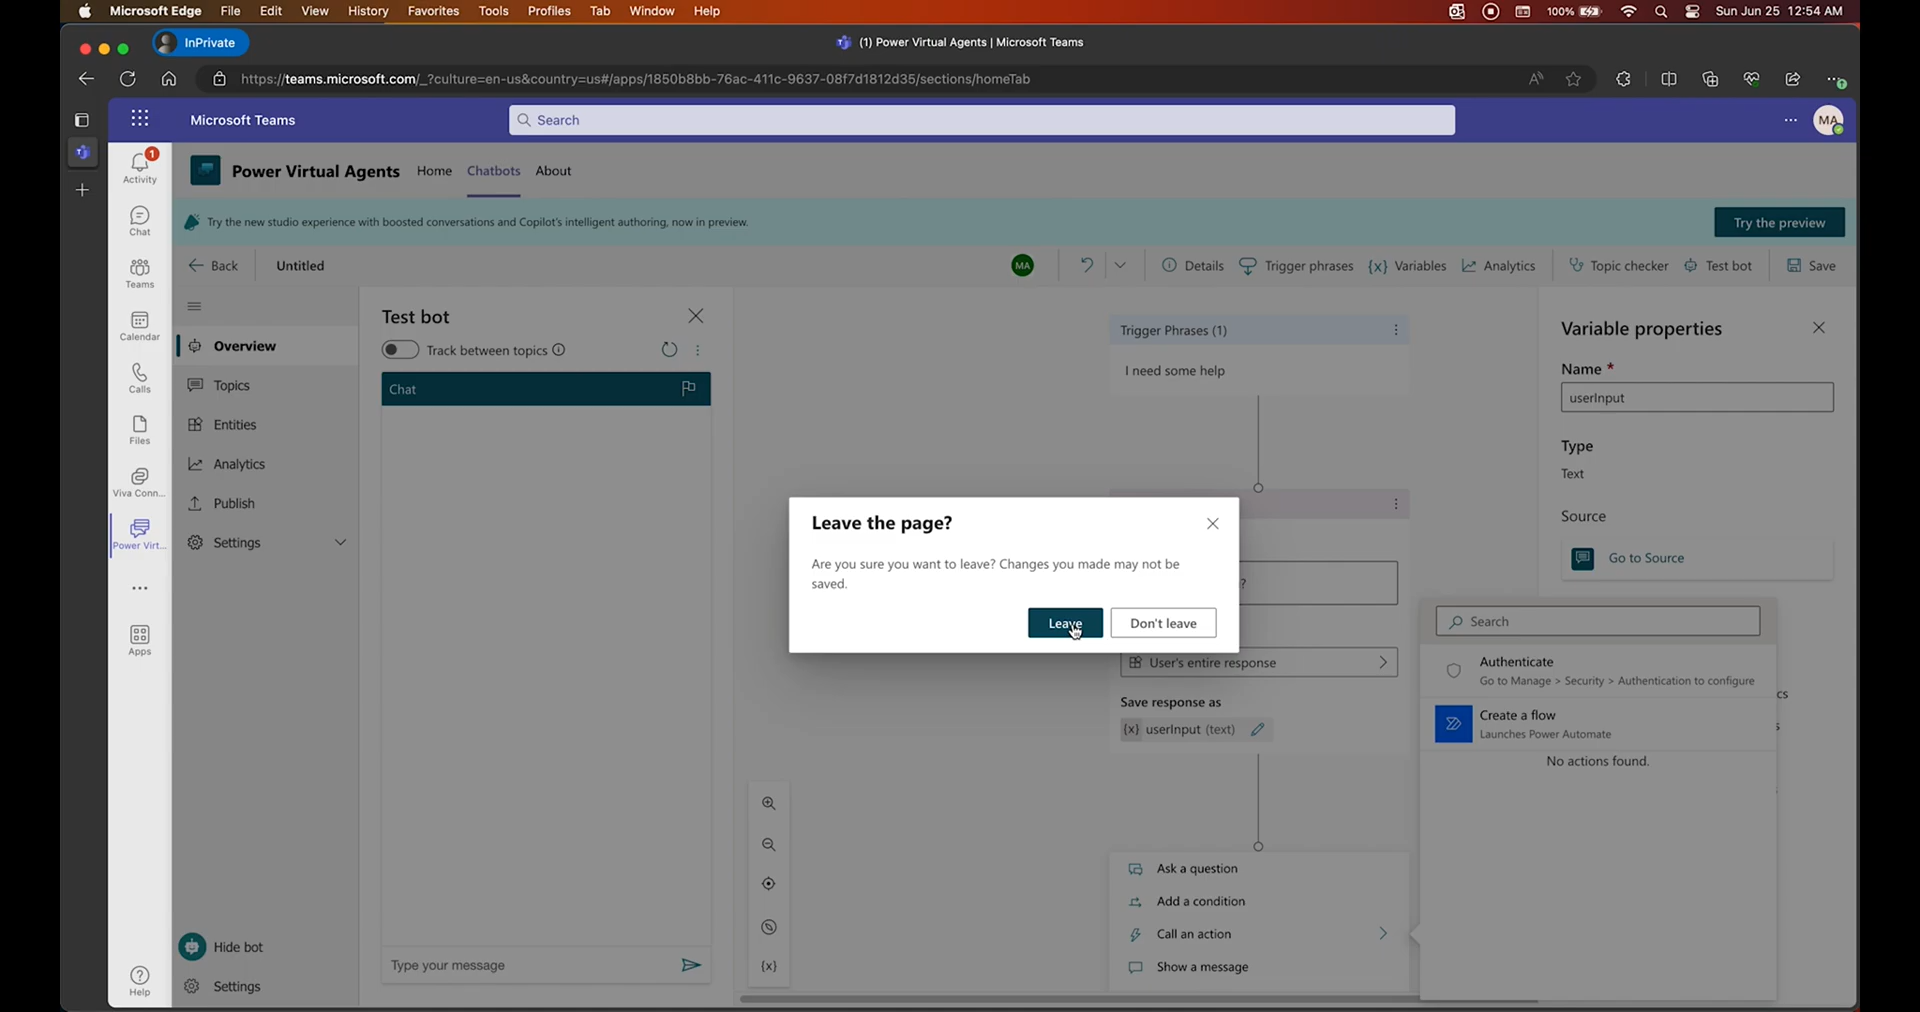 Microsoft Edge File Edit View History Favorites Tools Profiles Tab Window Help 100% Sun Jun 25 12:54 AM
InPrivate
(1) Power Virtual Agents | Microsoft Teams
https://teams.microsoft.com/_?culture=en-us&country=us#/apps/1850b8bb-76ac-411c-9637-08f7d1812d35/sections/homeTab
Microsoft Teams
Search
MA
1
Activity
Chat
Teams
Calendar
Calls
Files
Viva Conn...
Power Virt...
Apps
Help
Power Virtual Agents Home Chatbots About
Try the new studio experience with boosted conversations and Copilot's intelligent authoring, now in preview.
Try the preview
Back Untitled MA Details Trigger phrases {x} Variables Analytics Topic checker Test bot Save
Overview
Topics
Entities
Analytics
Publish
Settings
Hide bot
Settings
Test bot
Track between topics
Chat
Type your message
Trigger Phrases (1)
I need some help
Leave the page?
Are you sure you want to leave? Changes you made may not be
saved.
Leave Don't leave
?
User's entire response
Save response as
{x} userInput (text)
{x}
Ask a question
Add a condition
Call an action
Show a message
Variable properties
Name *
userInput
Type
Text
Source
Go to Source
Search
Authenticate
Go to Manage > Security > Authentication to configure
Create a flow
Launches Power Automate
No actions found.